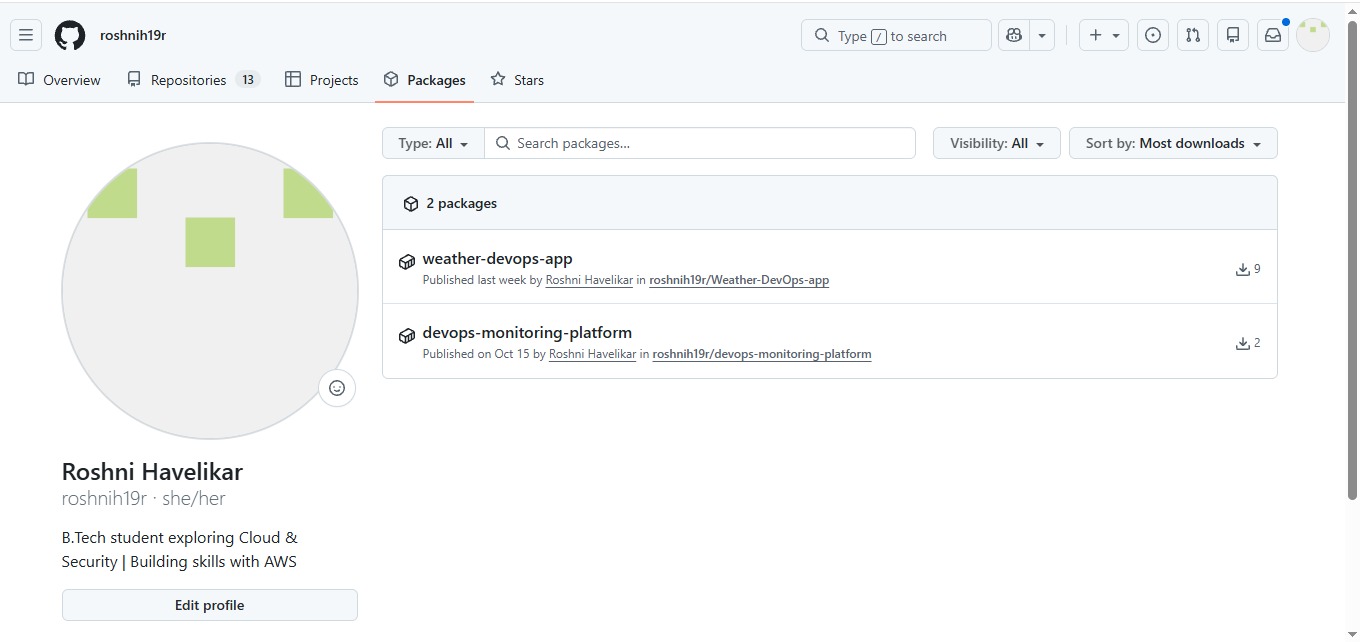 roshnih19r
Type / to search
Overview
Repositories 13
Projects
Packages
Stars
Type: All
Search packages...
Visibility: All
Sort by: Most downloads
2 packages
weather-devops-app
Published last week by Roshni Havelikar in roshnih19r/Weather-DevOps-app
9
devops-monitoring-platform
Published on Oct 15 by Roshni Havelikar in roshnih19r/devops-monitoring-platform
2
Roshni Havelikar
roshnih19r · she/her
B.Tech student exploring Cloud &
Security | Building skills with AWS
Edit profile